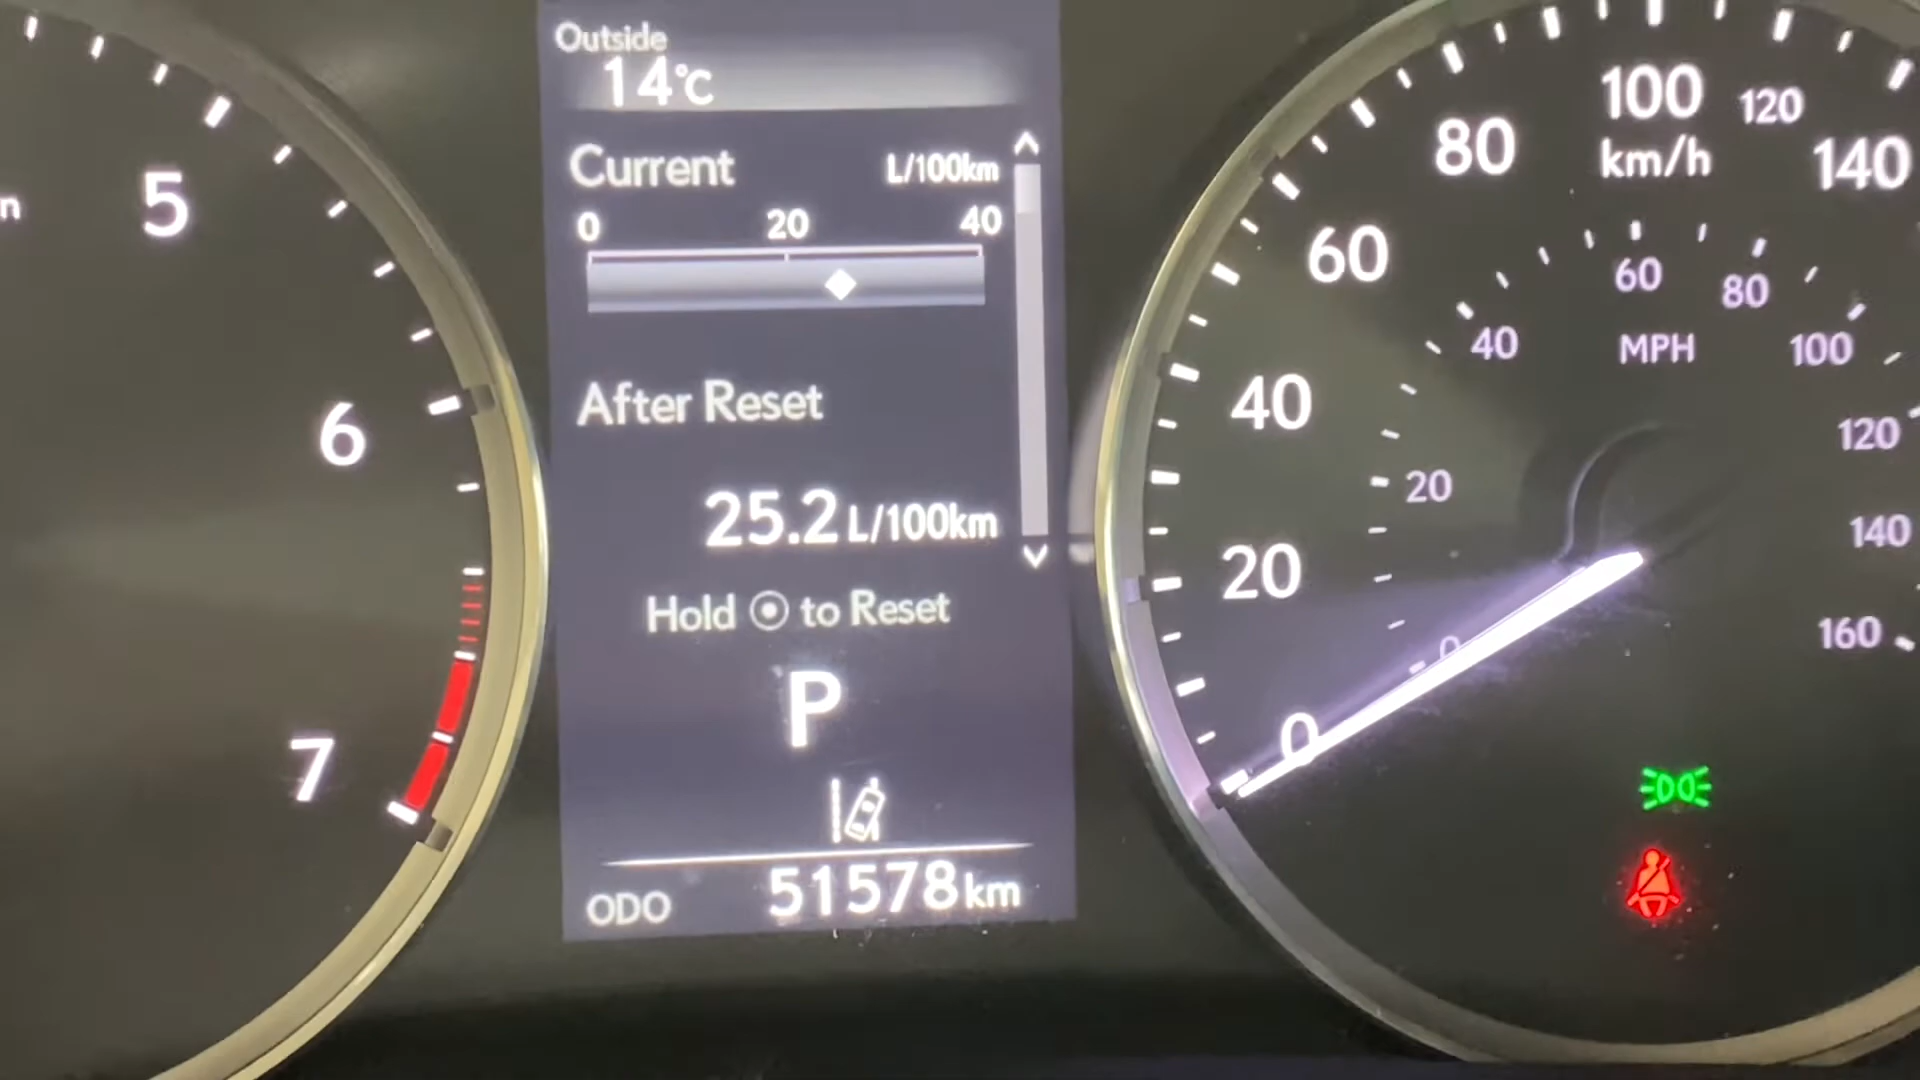 Outside
14°C
Current L/100km
0 20 40
After Reset
25.2 L/100km
Hold to Reset
P
ODO 51578 km
5
6
7
0
20
40
60
80
100
km/h
120
140
0
20
40
60
80
100
120
140
160
MPH